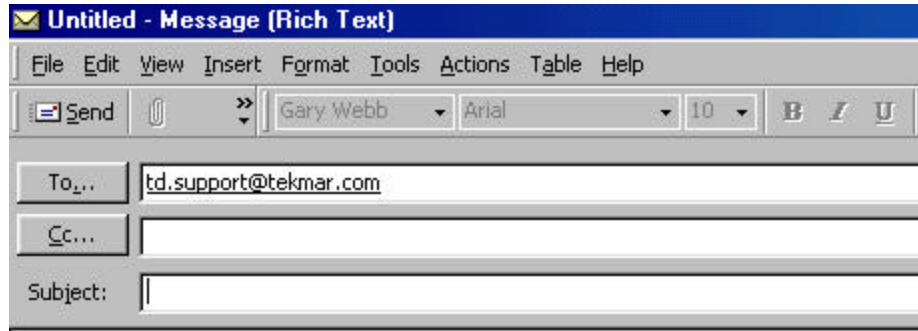 Untitled - Message (Rich Text)
File Edit View Insert Format Tools Actions Table Help
Send » Gary Webb Arial 10 B I U
To... td.support@tekmar.com
Cc...
Subject: